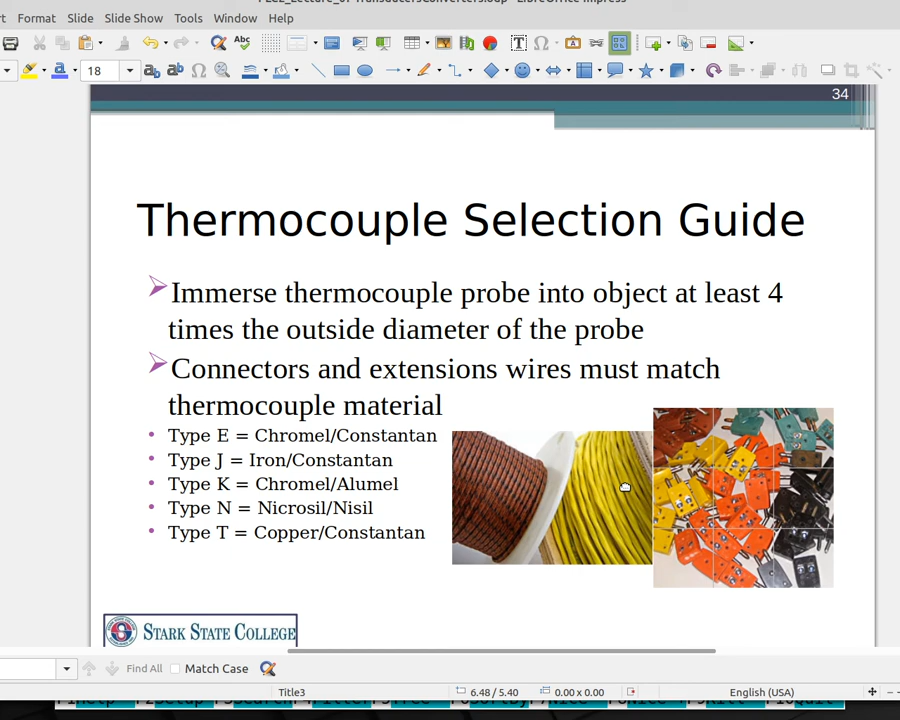 Format Slide Slide Show Tools Window Help
Abc
18
34
Thermocouple Selection Guide
Immerse thermocouple probe into object at least 4
times the outside diameter of the probe
Connectors and extensions wires must match
thermocouple material
Type E = Chromel/Constantan
Type J = Iron/Constantan
Type K = Chromel/Alumel
Type N = Nicrosil/Nisil
Type T = Copper/Constantan
STARK STATE COLLEGE
Find All Match Case
Title3 6.48 / 5.40 0.00 x 0.00 English (USA)